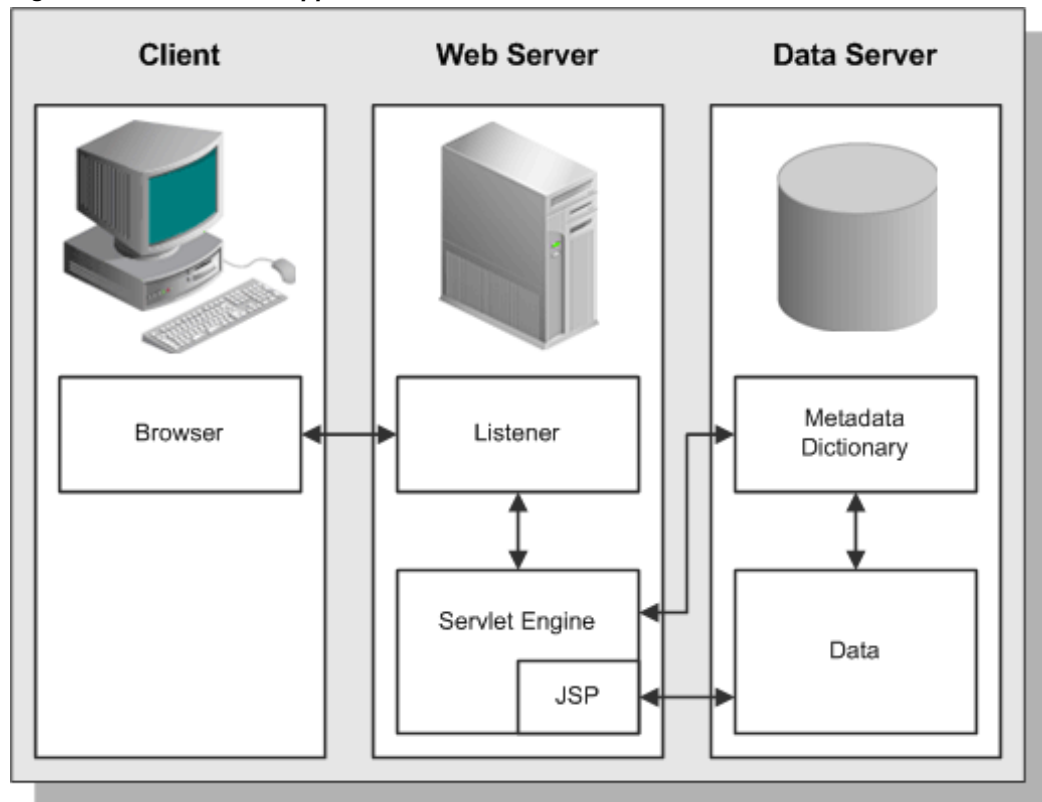 Client
Web Server
Data Server
Browser
Listener
Metadata
Dictionary
Servlet Engine
JSP
Data